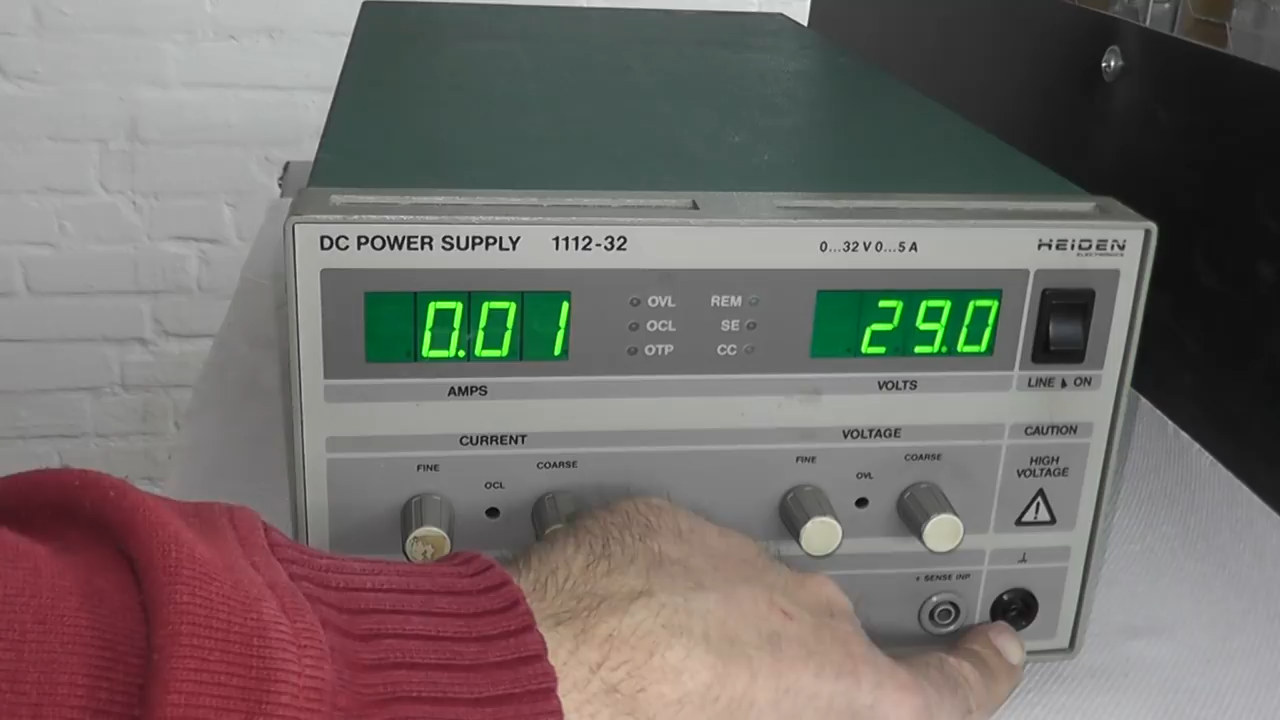 DC POWER SUPPLY 1112-32 0...32 V 0...5 A HEIDEN
ELECTRONICS
0.01 OVL REM 29.0
OCL SE
OTP CC
AMPS VOLTS LINE ON
CURRENT VOLTAGE CAUTION
FINE COARSE FINE COARSE HIGH
VOLTAGE
OCL OVL
+ SENSE INP